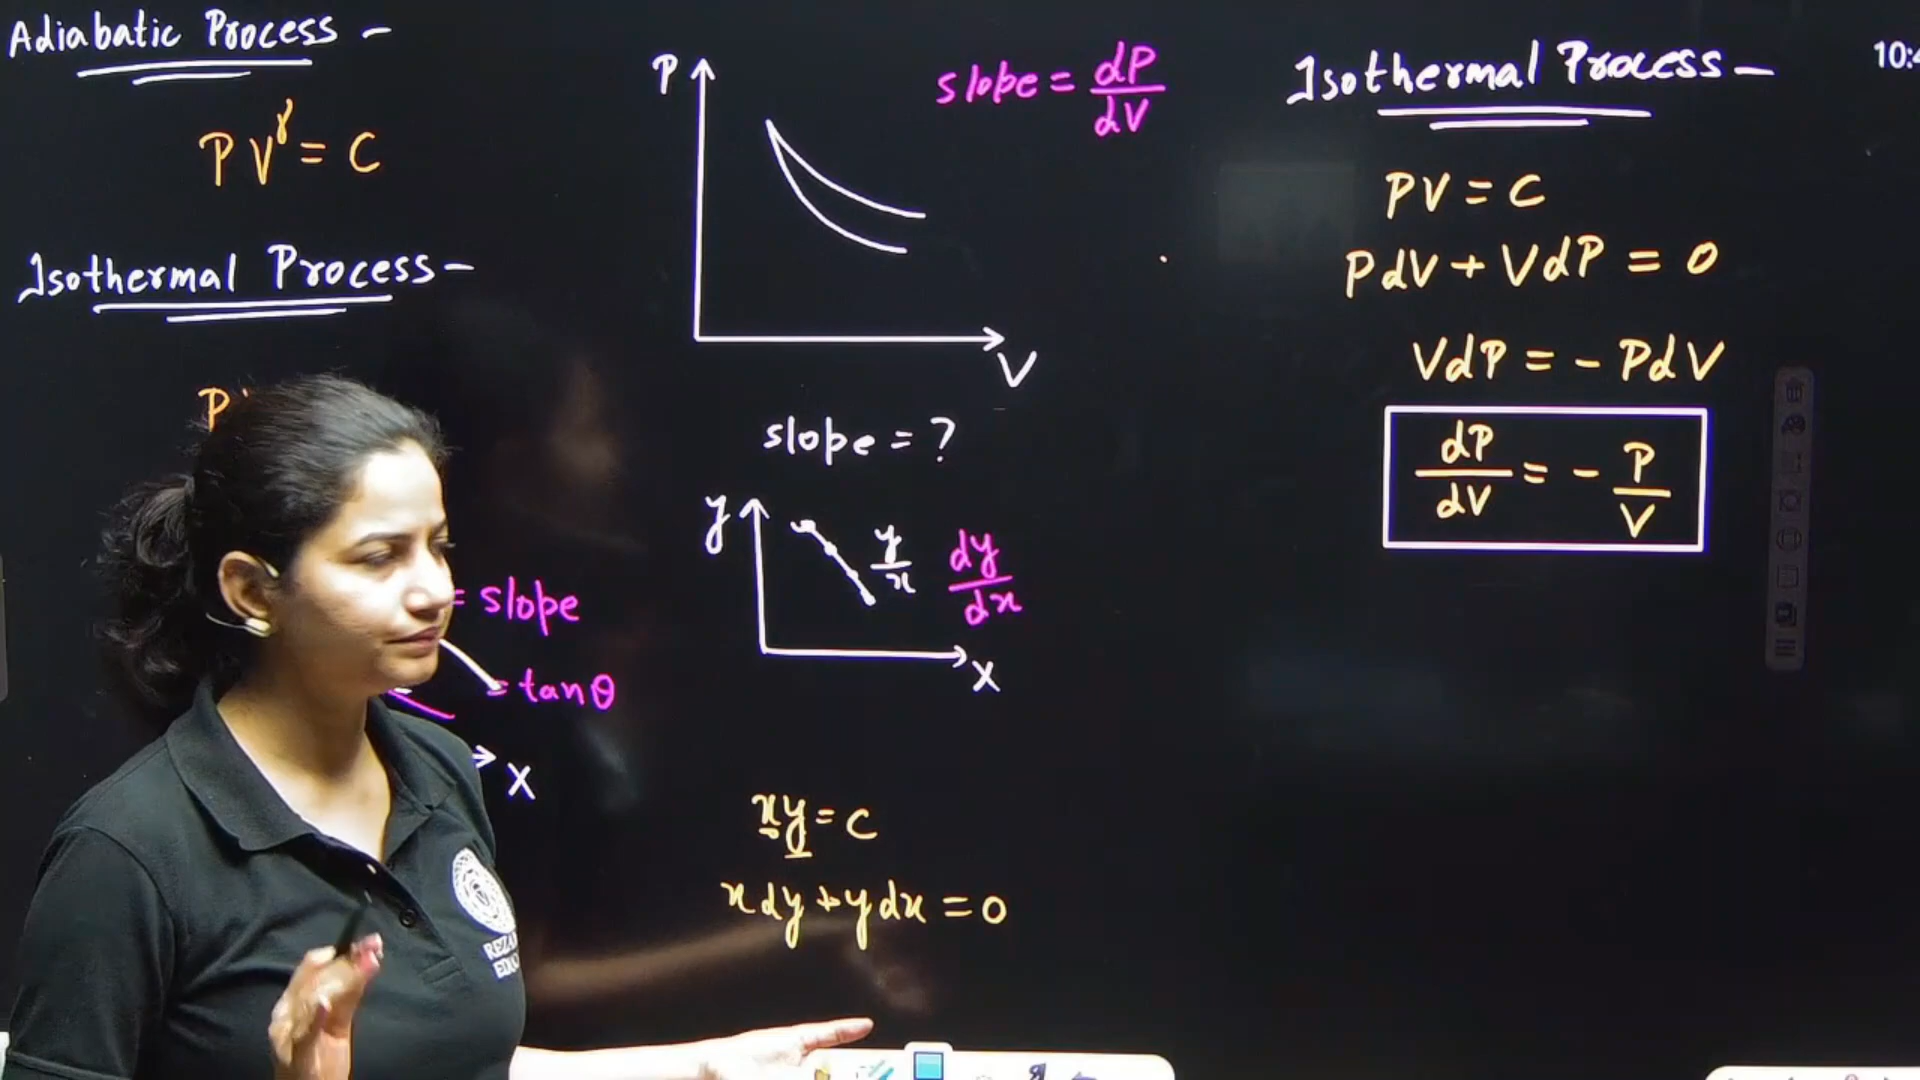 Adiabatic Process -
PV^γ = C
Isothermal Process -
P
= slope
= tanθ
X
P
V
slope = dP/dV
slope = ?
y
X
y/x
dy/dx
xy = C
xdy + ydx = 0
Isothermal Process -
PV = C
PdV + VdP = 0
VdP = - PdV
dP/dV = - P/V
10:4